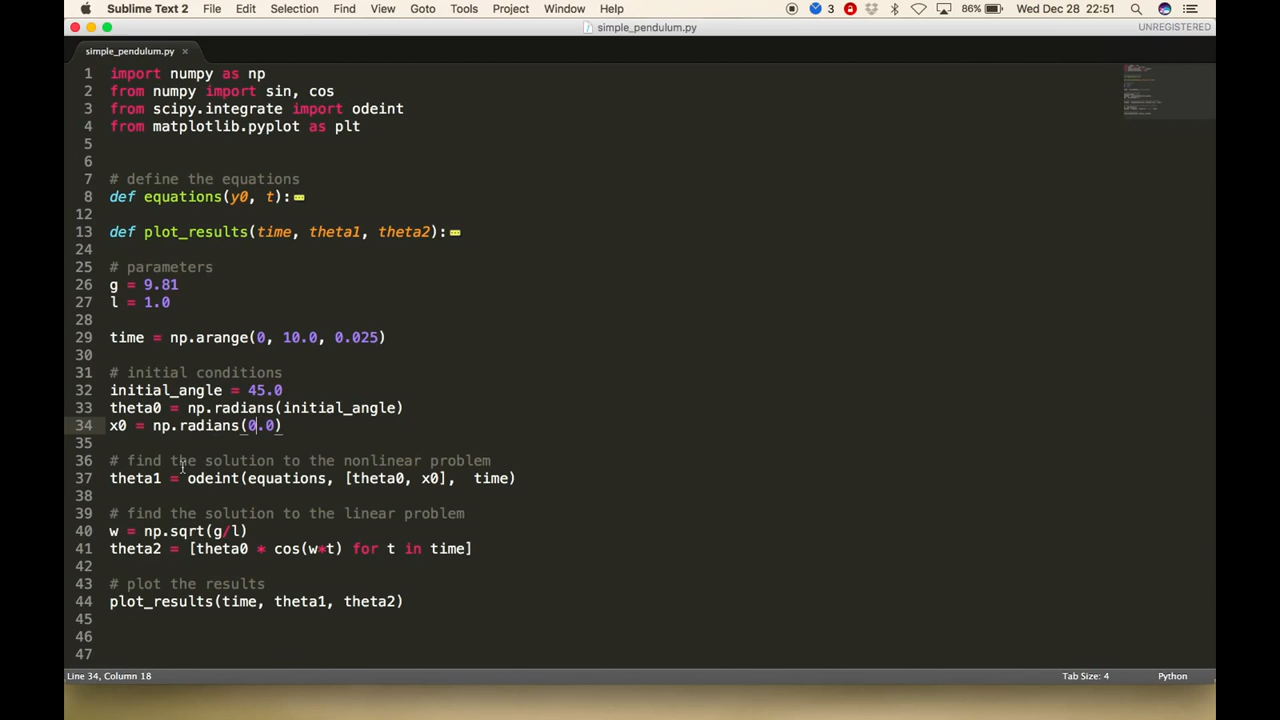 Sublime Text 2 File Edit Selection Find View Goto Tools Project Window Help 3 86% Wed Dec 28 22:51
simple_pendulum.py UNREGISTERED
simple_pendulum.py ×
1 import numpy as np
2 from numpy import sin, cos
3 from scipy.integrate import odeint
4 from matplotlib.pyplot as plt
5
6
7 # define the equations
8 def equations(y0, t):
12
13 def plot_results(time, theta1, theta2):
24
25 # parameters
26 g = 9.81
27 l = 1.0
28
29 time = np.arange(0, 10.0, 0.025)
30
31 # initial conditions
32 initial_angle = 45.0
33 theta0 = np.radians(initial_angle)
34 x0 = np.radians(0.0)
35
36 # find the solution to the nonlinear problem
37 theta1 = odeint(equations, [theta0, x0],  time)
38
39 # find the solution to the linear problem
40 w = np.sqrt(g/l)
41 theta2 = [theta0 * cos(w*t) for t in time]
42
43 # plot the results
44 plot_results(time, theta1, theta2)
45
46
47
Line 34, Column 18 Tab Size: 4 Python